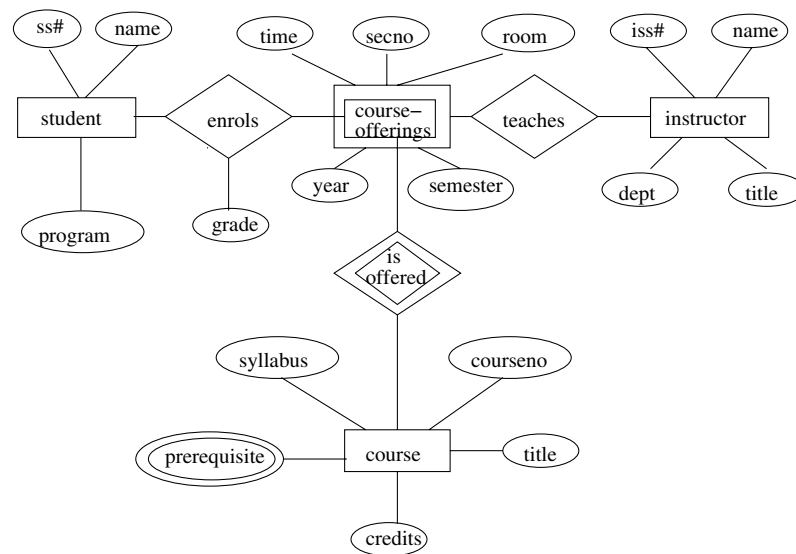 ss#
name
time
secno
room
iss#
name
student
enrols
course-
offerings
teaches
instructor
year
semester
dept
title
program
grade
is
offered
syllabus
courseno
prerequisite
course
title
credits